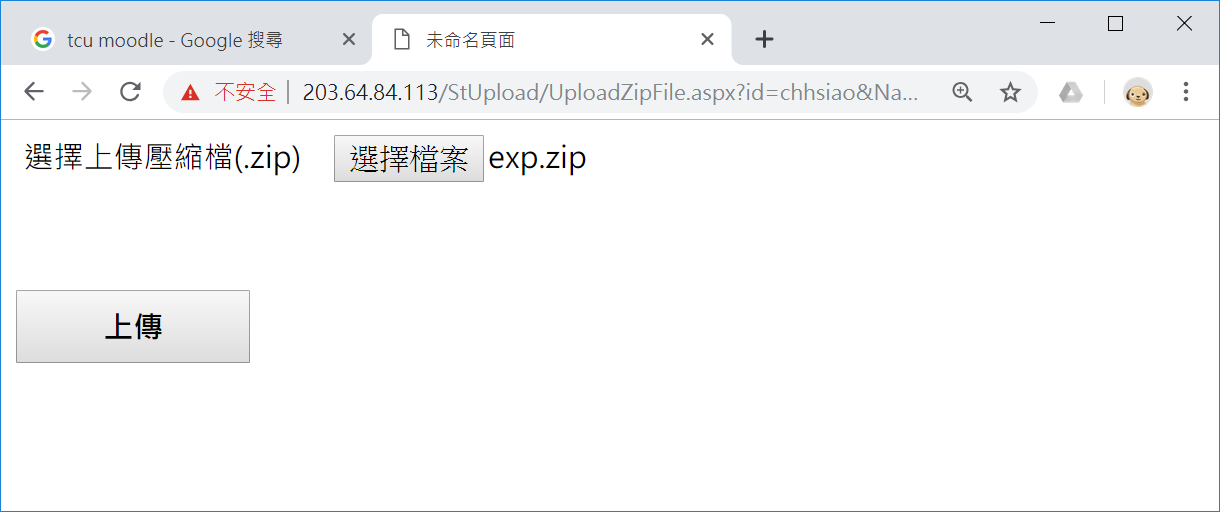 tcu moodle - Google 搜尋
未命名頁面
不安全 203.64.84.113/StUpload/UploadZipFile.aspx?id=chhsiao&Na...
選擇上傳壓縮檔(.zip) 選擇檔案 exp.zip
上傳